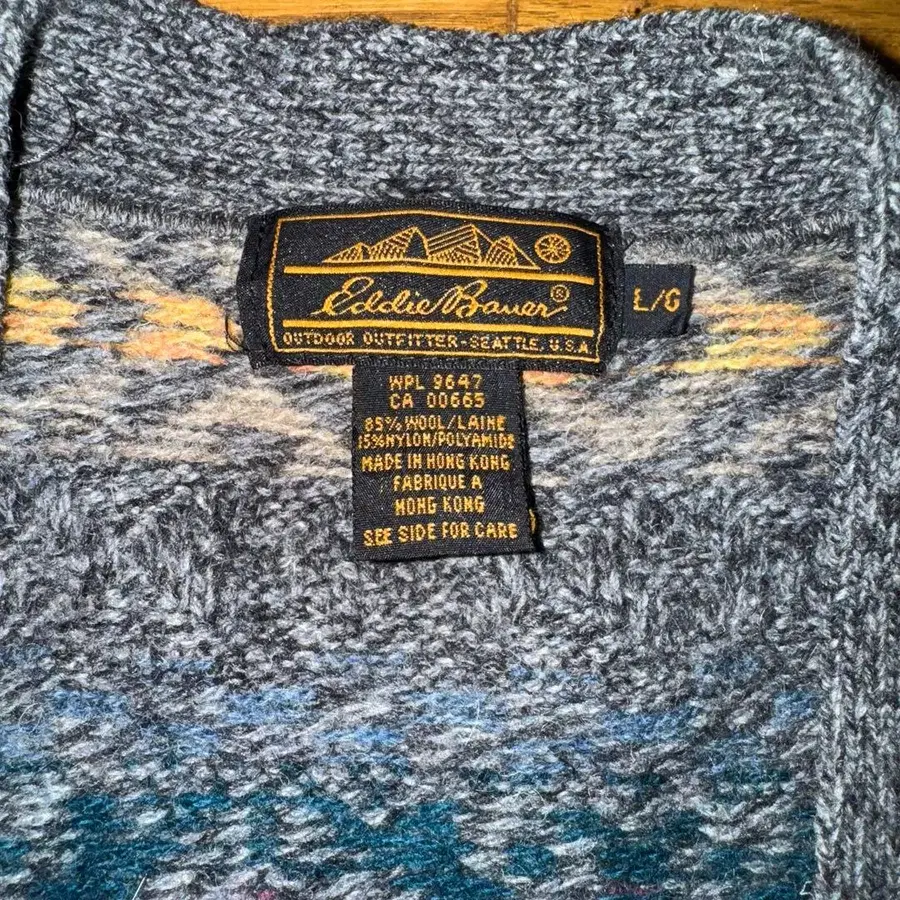 Eddie Bauer®
OUTDOOR OUTFITTER-SEATTLE, U.S.A.
L/G
WPL 9647
CA 00665
85% WOOL/LAINE
15% NYLON/POLYAMIDE
MADE IN HONG KONG
FABRIQUE A
HONG KONG
SEE SIDE FOR CARE